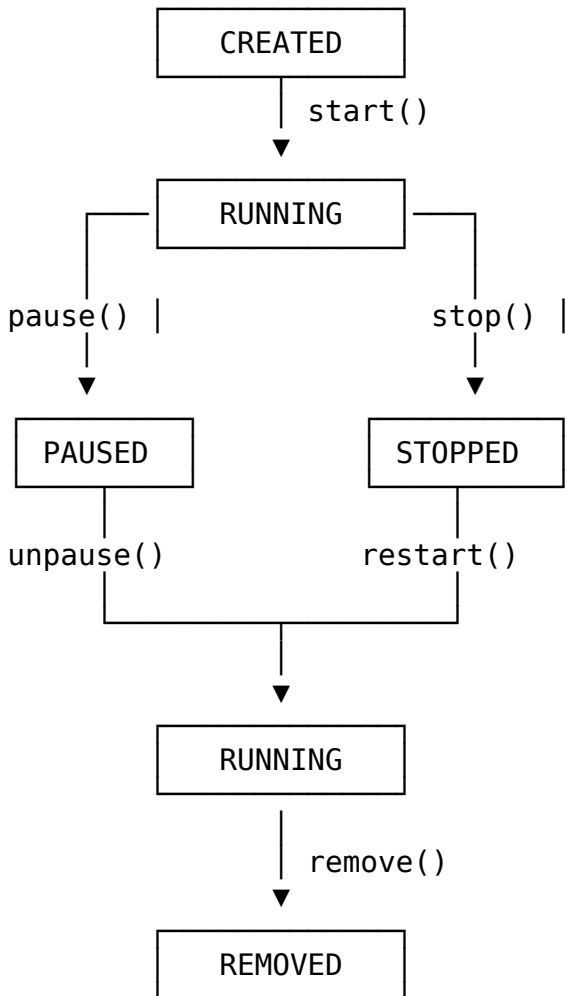 CREATED
start()
RUNNING
pause() | stop() |
PAUSED STOPPED
unpause() restart()
RUNNING
remove()
REMOVED